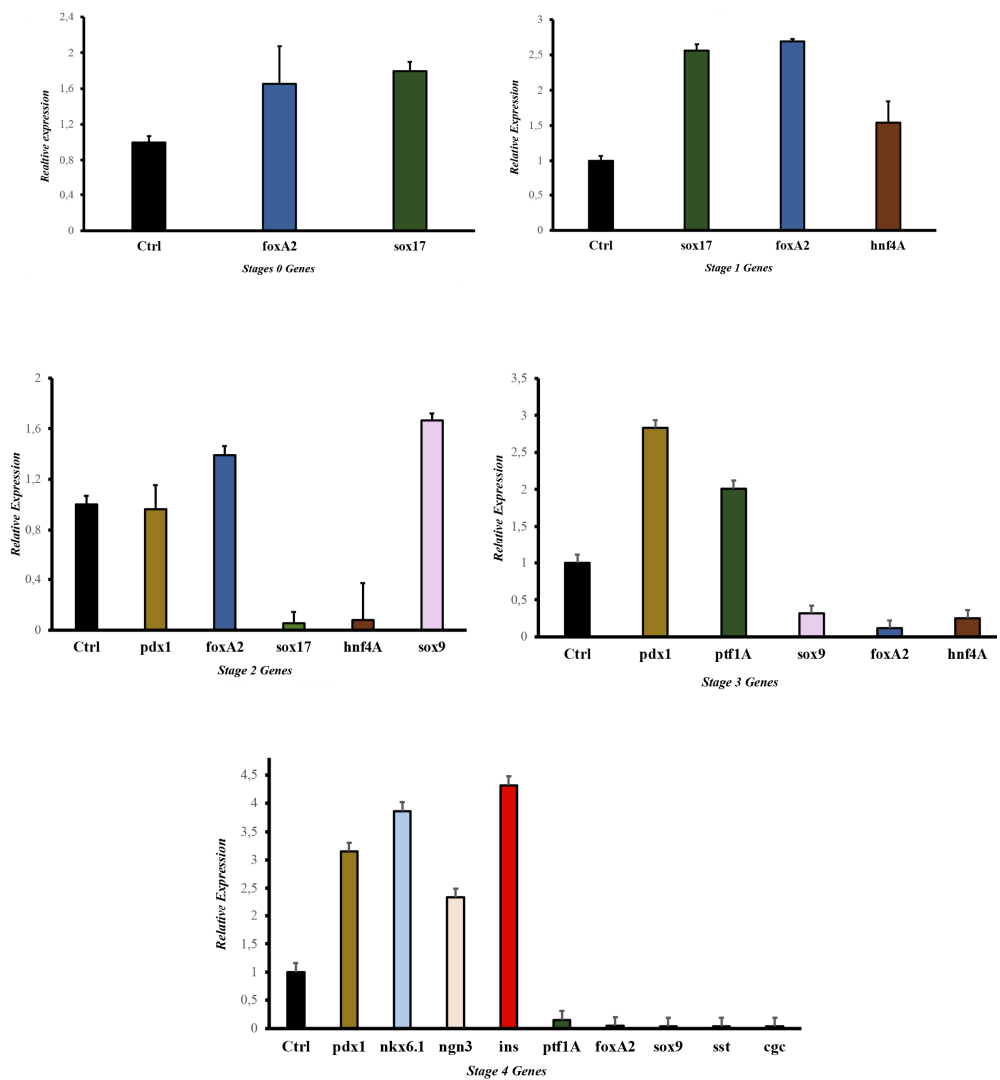 2,4
2
1,6
1,2
0,8
0,4
0
Realtive expression
Ctrl foxA2 sox17
Stages 0 Genes
3
2,5
2
1,5
1
0,5
0
Relative Expression
Ctrl sox17 foxA2 hnf4A
Stage 1 Genes
2
1,6
1,2
0,8
0,4
0
Relative Expression
Ctrl pdx1 foxA2 sox17 hnf4A sox9
Stage 2 Genes
3,5
3
2,5
2
1,5
1
0,5
0
Relative Expression
Ctrl pdx1 ptf1A sox9 foxA2 hnf4A
Stage 3 Genes
4,5
4
3,5
3
2,5
2
1,5
1
0,5
0
Relative Expression
Ctrl pdx1 nkx6.1 ngn3 ins ptf1A foxA2 sox9 sst cgc
Stage 4 Genes